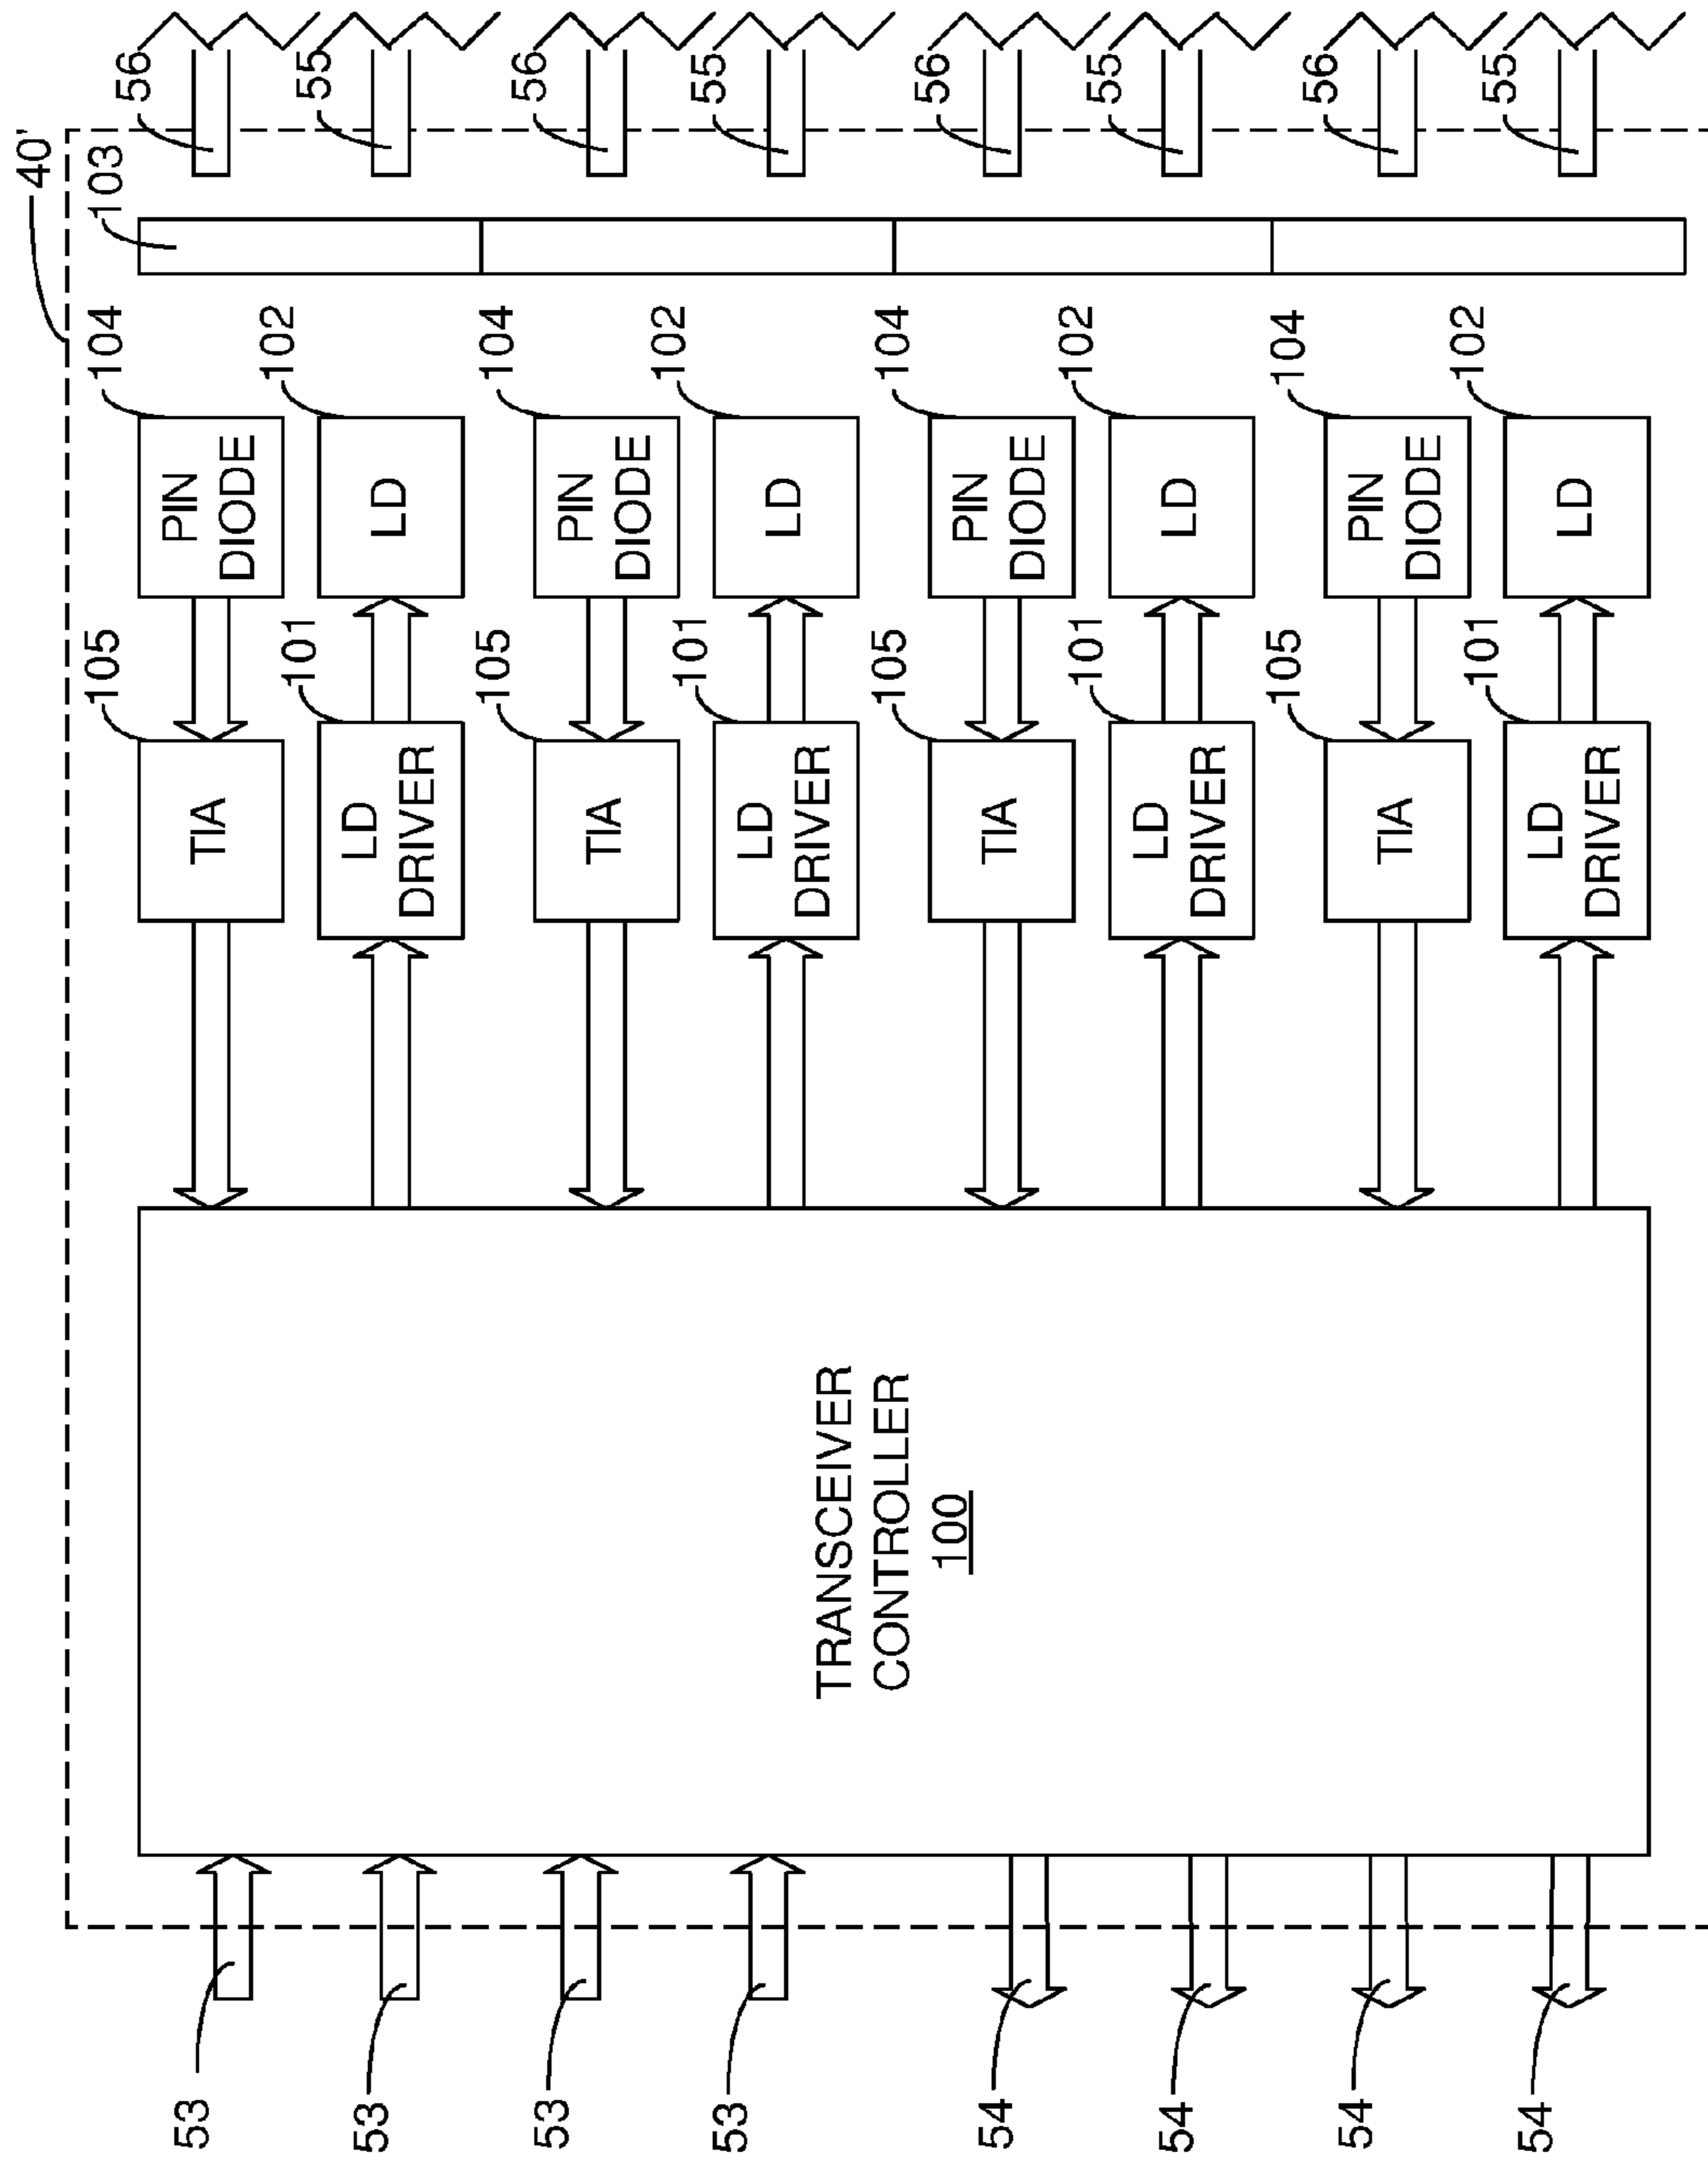 40'
105
104
103
56
53
TIA
PIN
DIODE
101
102
55
53
LD
DRIVER
LD
105
104
56
53
TIA
PIN
DIODE
101
102
55
53
LD
DRIVER
LD
TRANSCEIVER
CONTROLLER
100
105
104
56
54
TIA
PIN
DIODE
101
102
55
54
LD
DRIVER
LD
105
104
56
54
TIA
PIN
DIODE
101
102
55
54
LD
DRIVER
LD